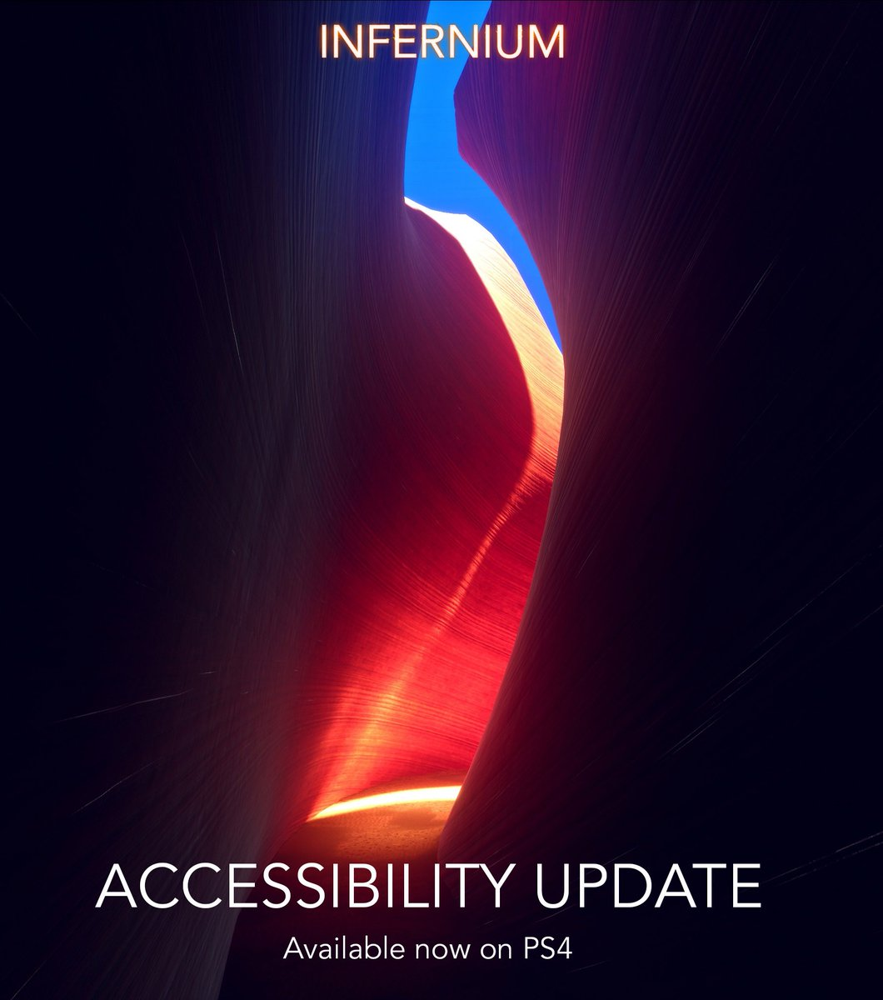 INFERNIUM
ACCESSIBILITY UPDATE
Available now on PS4